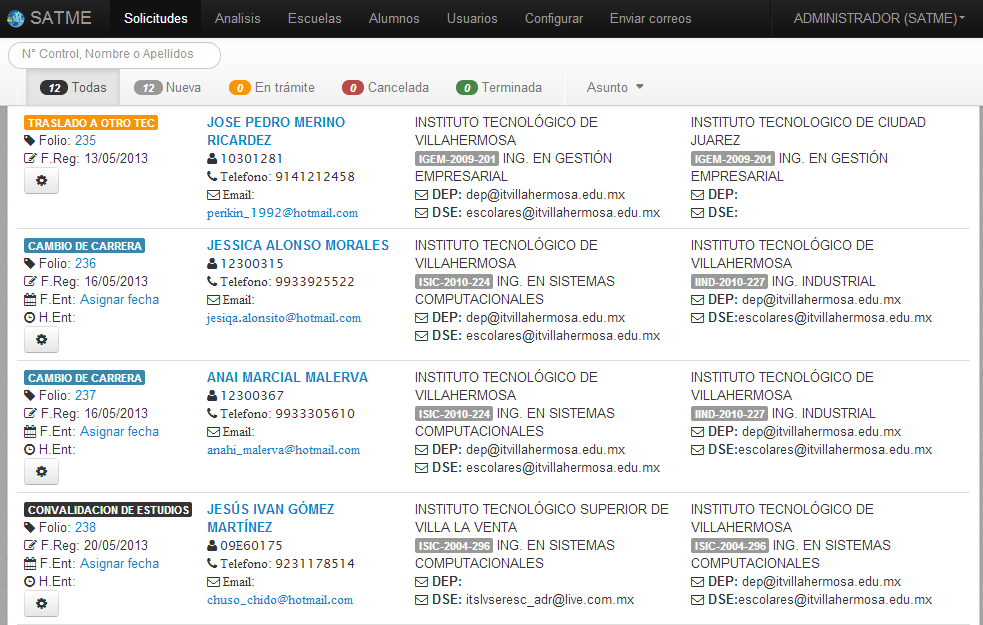 SATME Solicitudes Analisis Escuelas Alumnos Usuarios Configurar Enviar correos ADMINISTRADOR (SATME)
N° Control, Nombre o Apellidos
12 Todas 12 Nueva 0 En trámite 0 Cancelada 0 Terminada Asunto
TRASLADO A OTRO TEC
Folio: 235
F.Reg: 13/05/2013
JOSE PEDRO MERINO
RICARDEZ
10301281
Telefono: 9141212458
Email:
perikin_1992@hotmail.com
INSTITUTO TECNOLÓGICO DE
VILLAHERMOSA
IGEM-2009-201 ING. EN GESTIÓN
EMPRESARIAL
DEP: dep@itvillahermosa.edu.mx
DSE: escolares@itvillahermosa.edu.mx
INSTITUTO TECNOLOGICO DE CIUDAD
JUAREZ
IGEM-2009-201 ING. EN GESTIÓN
EMPRESARIAL
DEP:
DSE:
CAMBIO DE CARRERA
Folio: 236
F.Reg: 16/05/2013
F.Ent: Asignar fecha
H.Ent:
JESSICA ALONSO MORALES
12300315
Telefono: 9933925522
Email:
jesiqa.alonsito@hotmail.com
INSTITUTO TECNOLÓGICO DE
VILLAHERMOSA
ISIC-2010-224 ING. EN SISTEMAS
COMPUTACIONALES
DEP: dep@itvillahermosa.edu.mx
DSE: escolares@itvillahermosa.edu.mx
INSTITUTO TECNOLÓGICO DE
VILLAHERMOSA
IIND-2010-227 ING. INDUSTRIAL
DEP: dep@itvillahermosa.edu.mx
DSE:escolares@itvillahermosa.edu.mx
CAMBIO DE CARRERA
Folio: 237
F.Reg: 16/05/2013
F.Ent: Asignar fecha
H.Ent:
ANAI MARCIAL MALERVA
12300367
Telefono: 9933305610
Email:
anahi_malerva@hotmail.com
INSTITUTO TECNOLÓGICO DE
VILLAHERMOSA
ISIC-2010-224 ING. EN SISTEMAS
COMPUTACIONALES
DEP: dep@itvillahermosa.edu.mx
DSE: escolares@itvillahermosa.edu.mx
INSTITUTO TECNOLÓGICO DE
VILLAHERMOSA
IIND-2010-227 ING. INDUSTRIAL
DEP: dep@itvillahermosa.edu.mx
DSE:escolares@itvillahermosa.edu.mx
CONVALIDACION DE ESTUDIOS
Folio: 238
F.Reg: 20/05/2013
F.Ent: Asignar fecha
H.Ent:
JESÚS IVAN GÓMEZ
MARTÍNEZ
09E60175
Telefono: 9231178514
Email:
chuso_chido@hotmail.com
INSTITUTO TECNOLÓGICO SUPERIOR DE
VILLA LA VENTA
ISIC-2004-296 ING. EN SISTEMAS
COMPUTACIONALES
DEP:
DSE: itslvseresc_adr@live.com.mx
INSTITUTO TECNOLÓGICO DE
VILLAHERMOSA
ISIC-2004-296 ING. EN SISTEMAS
COMPUTACIONALES
DEP: dep@itvillahermosa.edu.mx
DSE:escolares@itvillahermosa.edu.mx